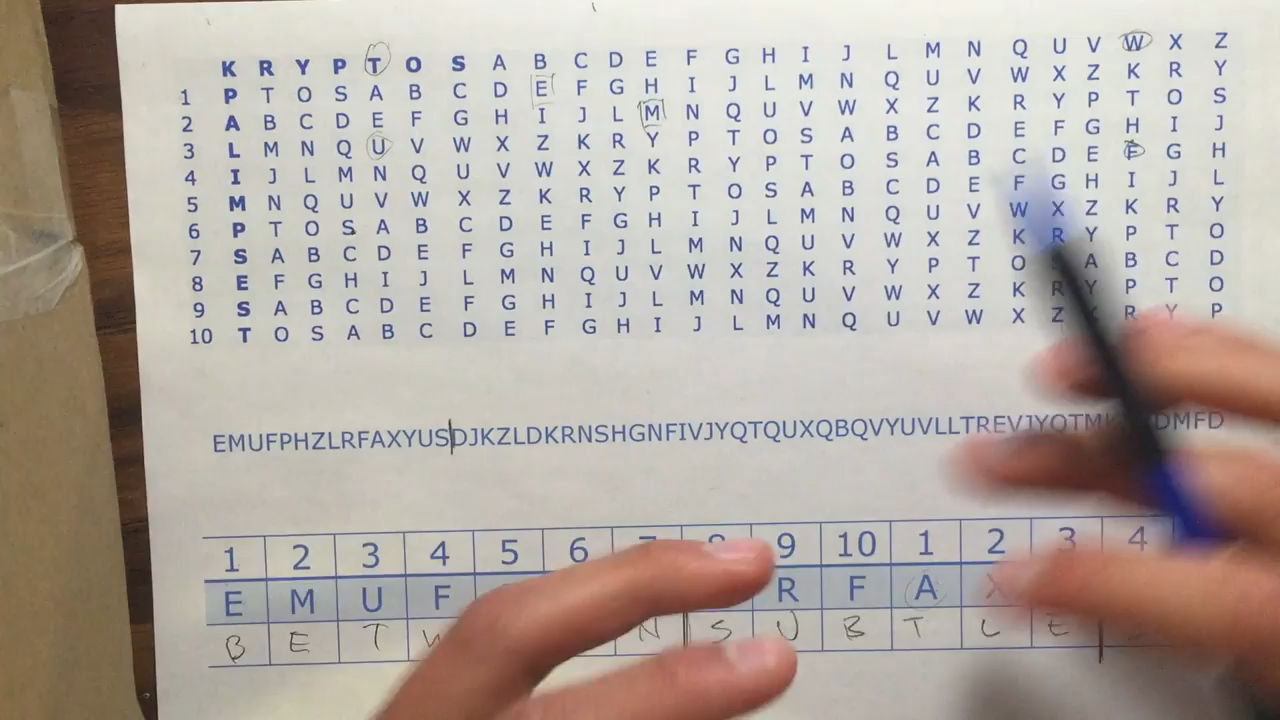 K R Y P T O S A B C D E F G H I J L M N Q U V W X Z
1 P T O S A B C D E F G H I J L M N Q U V W X Z K R Y
2 A B C D E F G H I J L M N Q U V W X Z K R Y P T O S
3 L M N Q U V W X Z K R Y P T O S A B C D E F G H I J
4 I J L M N Q U V W X Z K R Y P T O S A B C D E F G H
5 M N Q U V W X Z K R Y P T O S A B C D E F G H I J L
6 P T O S A B C D E F G H I J L M N Q U V W X Z K R Y
7 S A B C D E F G H I J L M N Q U V W X Z K R Y P T O
8 E F G H I J L M N Q U V W X Z K R Y P T O S A B C D
9 S A B C D E F G H I J L M N Q U V W X Z K R Y P T O
10 T O S A B C D E F G H I J L M N Q U V W X Z K R Y P
EMUFPHZLRFAXYUSDJKZLDKRNSHGNFIVJYQTQUXQBQVYUVLLTREVJYQTM DMFD
1 2 3 4 5 6 9 10 1 2 3 4
E M U F R F A X
B E T W N S U B T L E